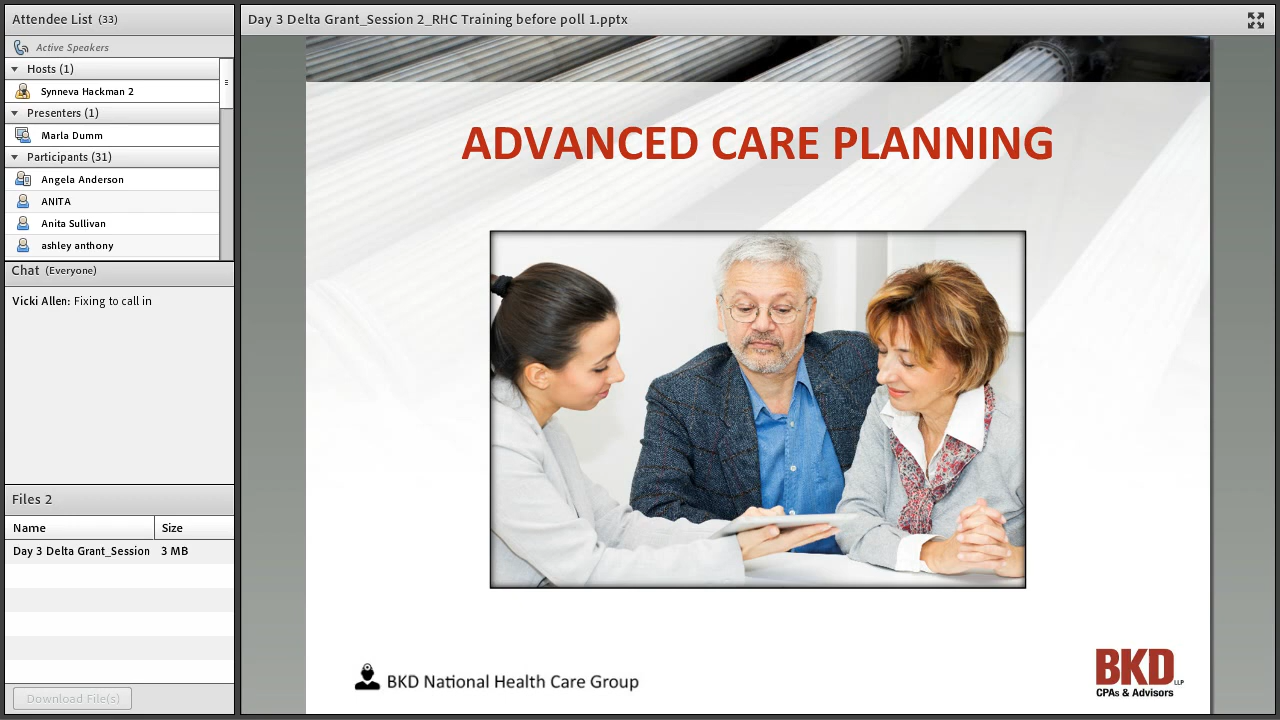 Attendee List (33)
Active Speakers
Hosts (1)
Synneva Hackman 2
Presenters (1)
Marla Dumm
Participants (31)
Angela Anderson
ANITA
Anita Sullivan
ashley anthony
Chat (Everyone)
Vicki Allen: Fixing to call in
Files 2
Name Size
Day 3 Delta Grant_Session 3 MB
Download File(s)
Day 3 Delta Grant_Session 2_RHC Training before poll 1.pptx
ADVANCED CARE PLANNING
BKD National Health Care Group
BKD LLP
CPAs & Advisors